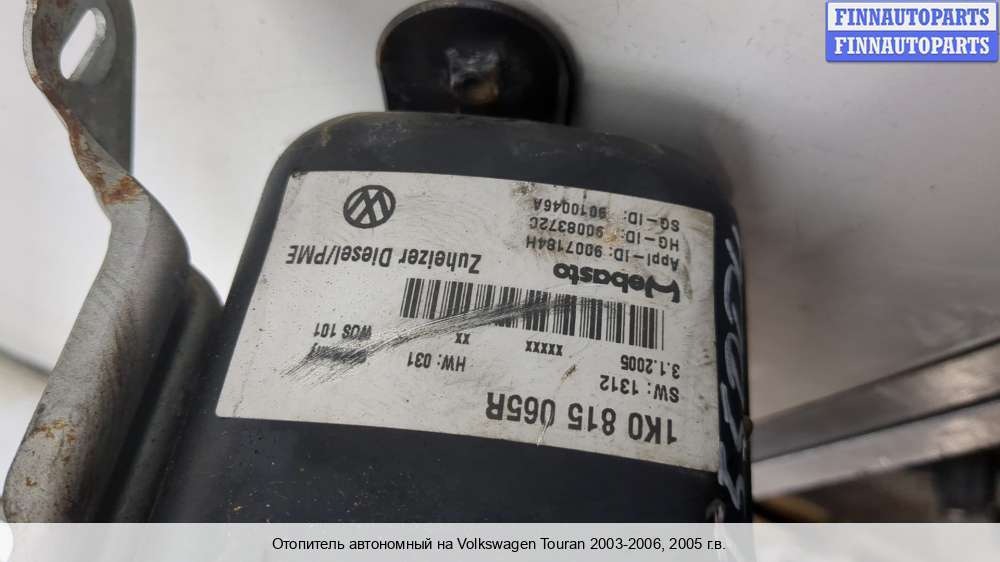 FINNAUTOPARTS
FINNAUTOPARTS
1K0 815 065R
SW: 1312
3.1.2005
HW: 031
xxxxx
xx
WUS 101
Webasto
Zuheizer Diesel/PME
Appl-ID: 9007184H
HG-ID: 9008372C
SG-ID: 9010046A
Отопитель автономный на Volkswagen Touran 2003-2006, 2005 г.в.